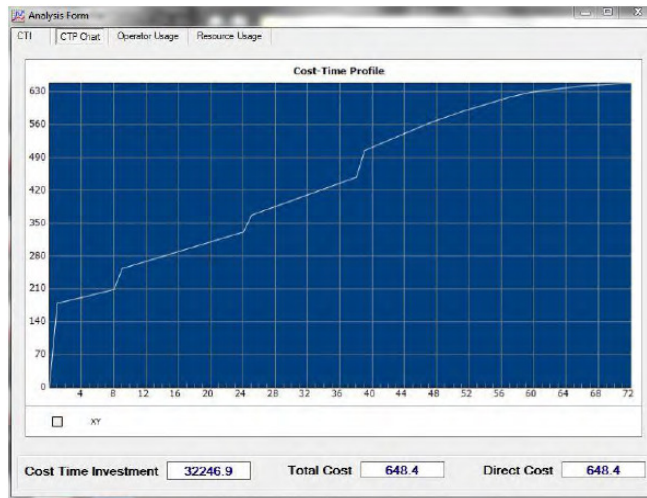 Analysis Form
CTI CTP Chart Operator Usage Resource Usage
Cost-Time Profile
630
560
490
420
350
280
210
140
70
0
4 8 12 16 20 24 28 32 36 40 44 48 52 56 60 64 68 72
XY
Cost Time Investment 32246.9 Total Cost 648.4 Direct Cost 648.4